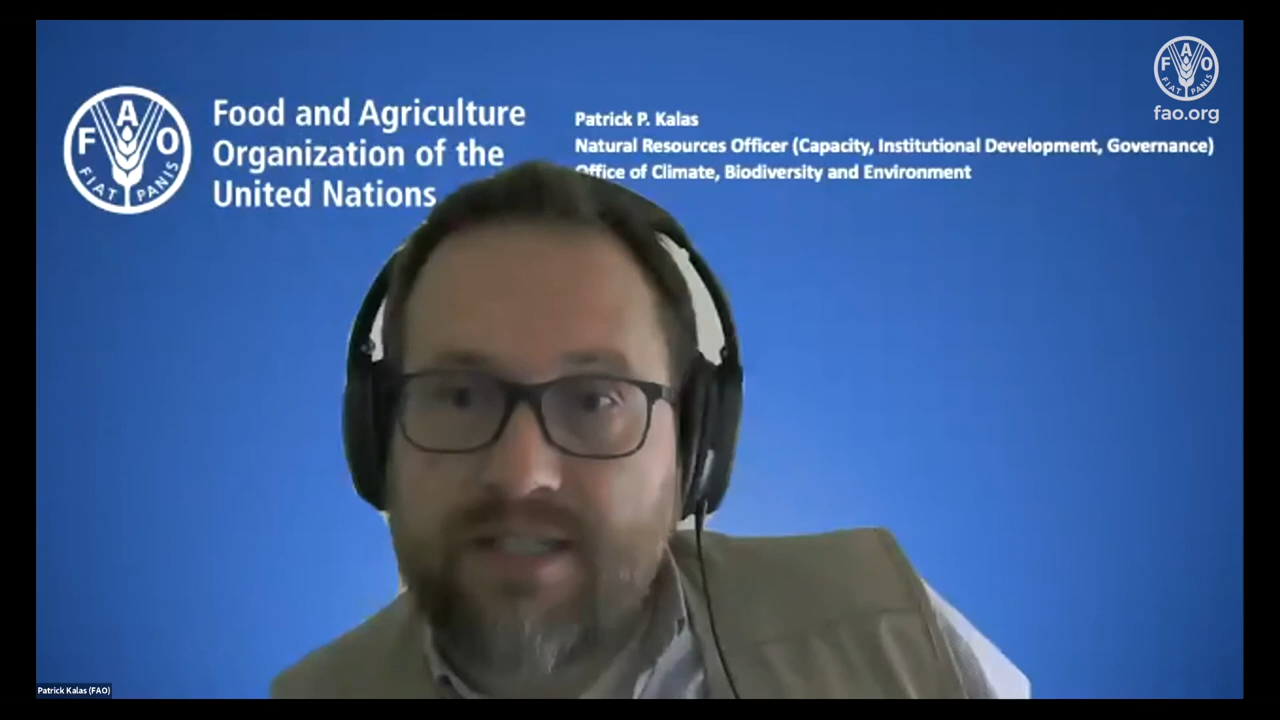 FAO
FIAT PANIS
Food and Agriculture
Organization of the
United Nations
Patrick P. Kalas
Natural Resources Officer (Capacity, Institutional Development, Governance)
Office of Climate, Biodiversity and Environment
FAO
FIAT PANIS
fao.org
Patrick Kalas (FAO)